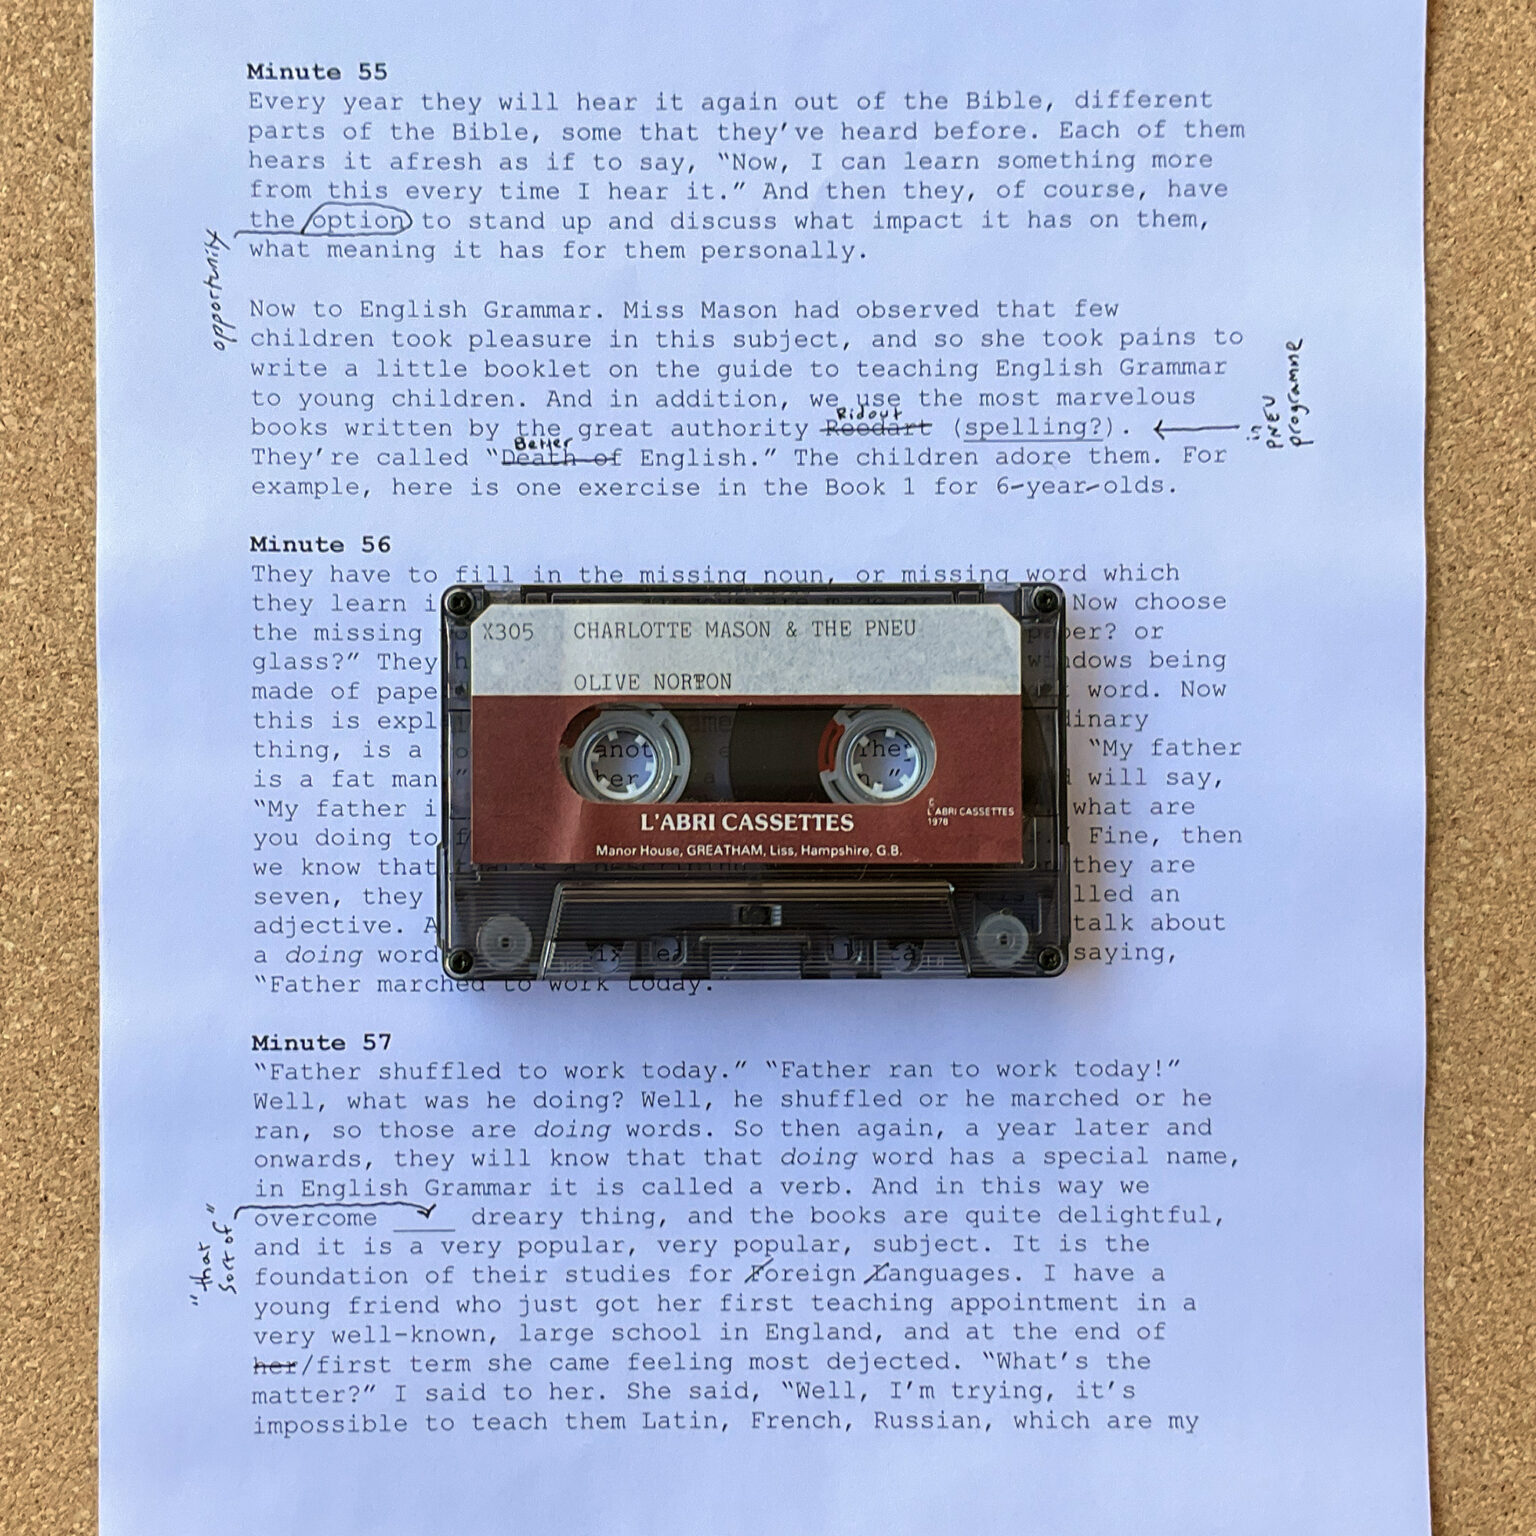 Minute 55
Every year they will hear it again out of the Bible, different
parts of the Bible, some that they've heard before. Each of them
hears it afresh as if to say, “Now, I can learn something more
from this every time I hear it.” And then they, of course, have
the option to stand up and discuss what impact it has on them,
opportunity
what meaning it has for them personally.
Now to English Grammar. Miss Mason had observed that few
children took pleasure in this subject, and so she took pains to
write a little booklet on the guide to teaching English Grammar
to young children. And in addition, we use the most marvelous
Ridout
books written by the great authority Reedart (spelling?).
in PNEU programme
Better
They're called “Death of English.” The children adore them. For
example, here is one exercise in the Book 1 for 6-year-olds.
Minute 56
They have to fill in the missing noun, or missing word which
they learn i Now choose
the missing paper? or
glass?” They h windows being
made of pape word. Now
this is expl dinary
thing, is a “My father
is a fat man.” will say,
“My father i what are
you doing to f Fine, then
we know that they are
seven, they lled an
adjective. A talk about
a doing word saying,
“Father marched to work today.”
X305 CHARLOTTE MASON & THE PNEU
OLIVE NORTON
L'ABRI CASSETTES
C
L'ABRI CASSETTES
1978
Manor House, GREATHAM, Liss, Hampshire, G.B.
Minute 57
“Father shuffled to work today.” “Father ran to work today!”
Well, what was he doing? Well, he shuffled or he marched or he
ran, so those are doing words. So then again, a year later and
onwards, they will know that that doing word has a special name,
in English Grammar it is called a verb. And in this way we
"that sort of"
overcome ____ dreary thing, and the books are quite delightful,
and it is a very popular, very popular, subject. It is the
foundation of their studies for Foreign Languages. I have a
young friend who just got her first teaching appointment in a
very well-known, large school in England, and at the end of
her/first term she came feeling most dejected. “What's the
matter?” I said to her. She said, “Well, I'm trying, it's
impossible to teach them Latin, French, Russian, which are my